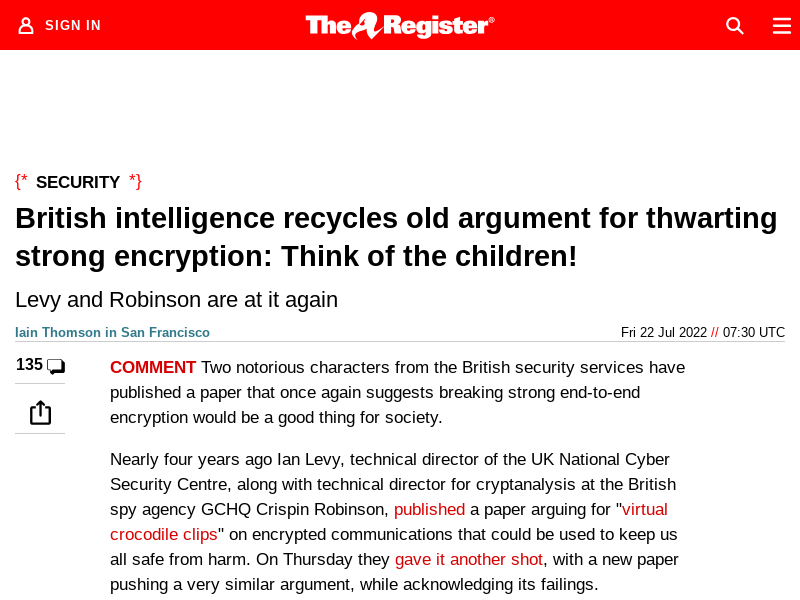 SIGN IN
The Register®
{* SECURITY *}
British intelligence recycles old argument for thwarting
strong encryption: Think of the children!
Levy and Robinson are at it again
Iain Thomson in San Francisco
Fri 22 Jul 2022 // 07:30 UTC
135
COMMENT Two notorious characters from the British security services have
published a paper that once again suggests breaking strong end-to-end
encryption would be a good thing for society.
Nearly four years ago Ian Levy, technical director of the UK National Cyber
Security Centre, along with technical director for cryptanalysis at the British
spy agency GCHQ Crispin Robinson, published a paper arguing for "virtual
crocodile clips" on encrypted communications that could be used to keep us
all safe from harm. On Thursday they gave it another shot, with a new paper
pushing a very similar argument, while acknowledging its failings.